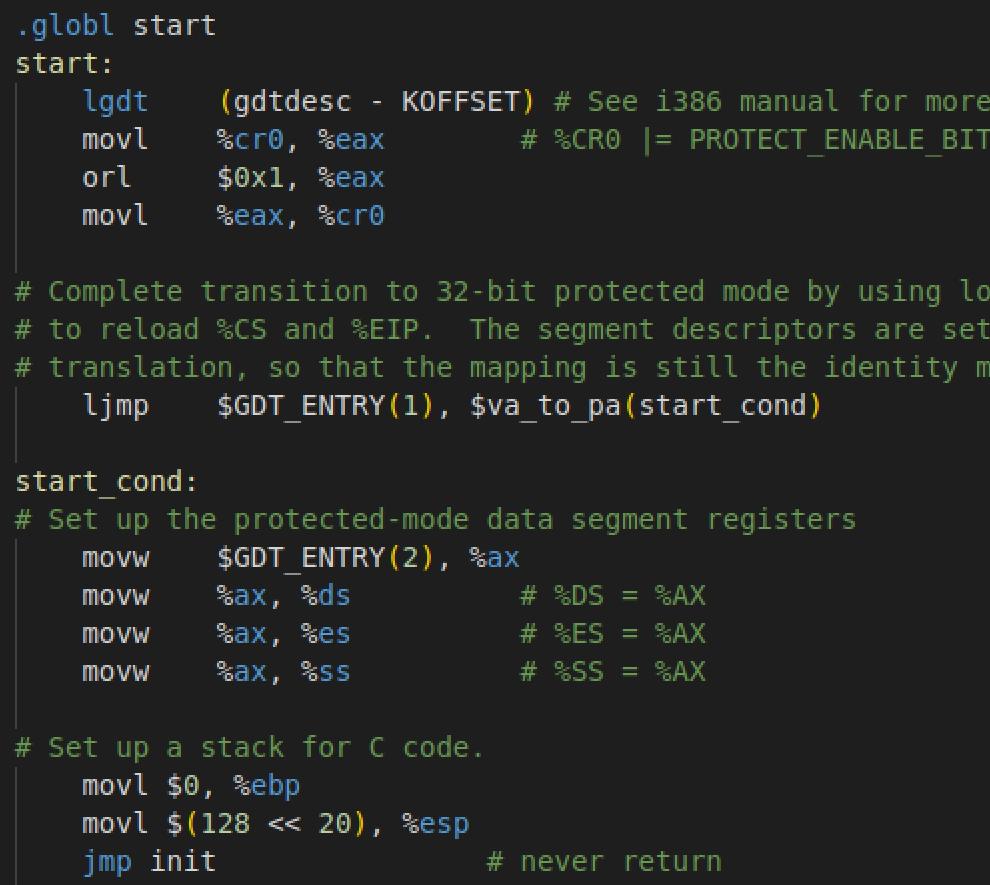 .globl start
start:
lgdt (gdtdesc - KOFFSET) # See i386 manual for more
movl %cr0, %eax # %CR0 |= PROTECT_ENABLE_BIT
orl $0x1, %eax
movl %eax, %cr0
# Complete transition to 32-bit protected mode by using lo
# to reload %CS and %EIP. The segment descriptors are set
# translation, so that the mapping is still the identity m
ljmp $GDT_ENTRY(1), $va_to_pa(start_cond)
start_cond:
# Set up the protected-mode data segment registers
movw $GDT_ENTRY(2), %ax
movw %ax, %ds # %DS = %AX
movw %ax, %es # %ES = %AX
movw %ax, %ss # %SS = %AX
# Set up a stack for C code.
movl $0, %ebp
movl $(128 << 20), %esp
jmp init # never return